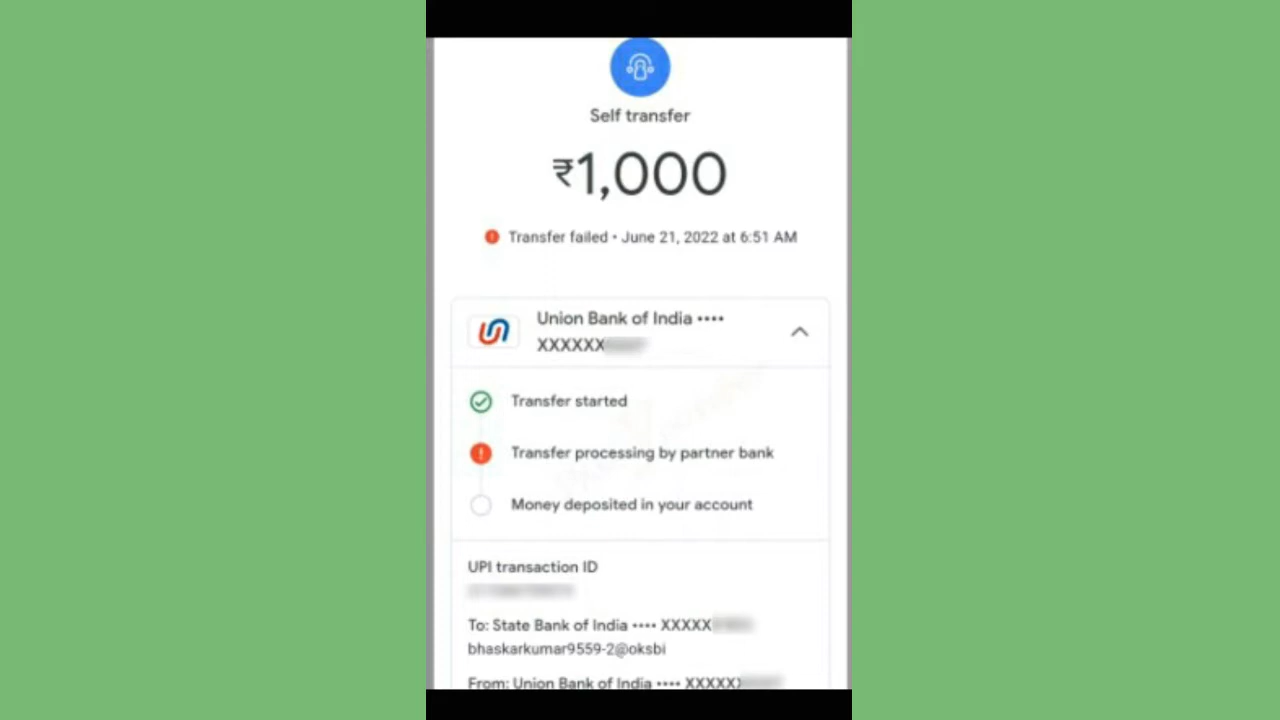 Self transfer
₹1,000
Transfer failed • June 21, 2022 at 6:51 AM
Union Bank of India ••••
XXXXXX
Transfer started
Transfer processing by partner bank
Money deposited in your account
UPI transaction ID
To: State Bank of India •••• XXXXX
bhaskarkumar9559-2@oksbi
From: Union Bank of India •••• XXXXX